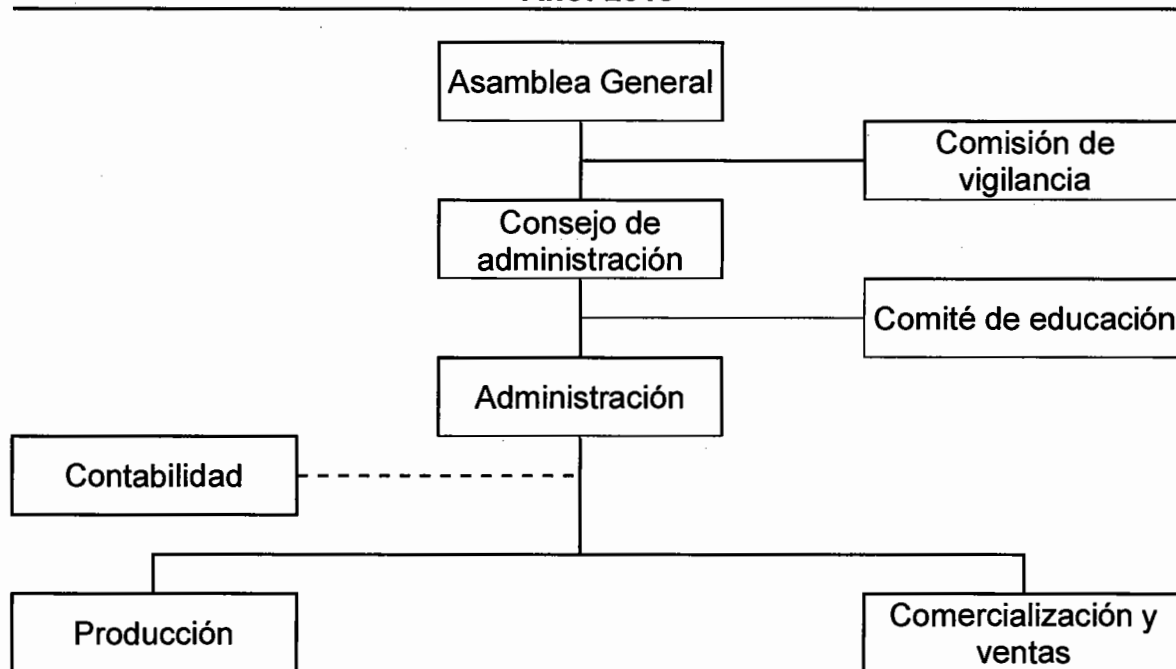 Asamblea General
Comisión de
vigilancia
Consejo de
administración
Comité de educación
Administración
Contabilidad
Producción
Comercialización y
ventas